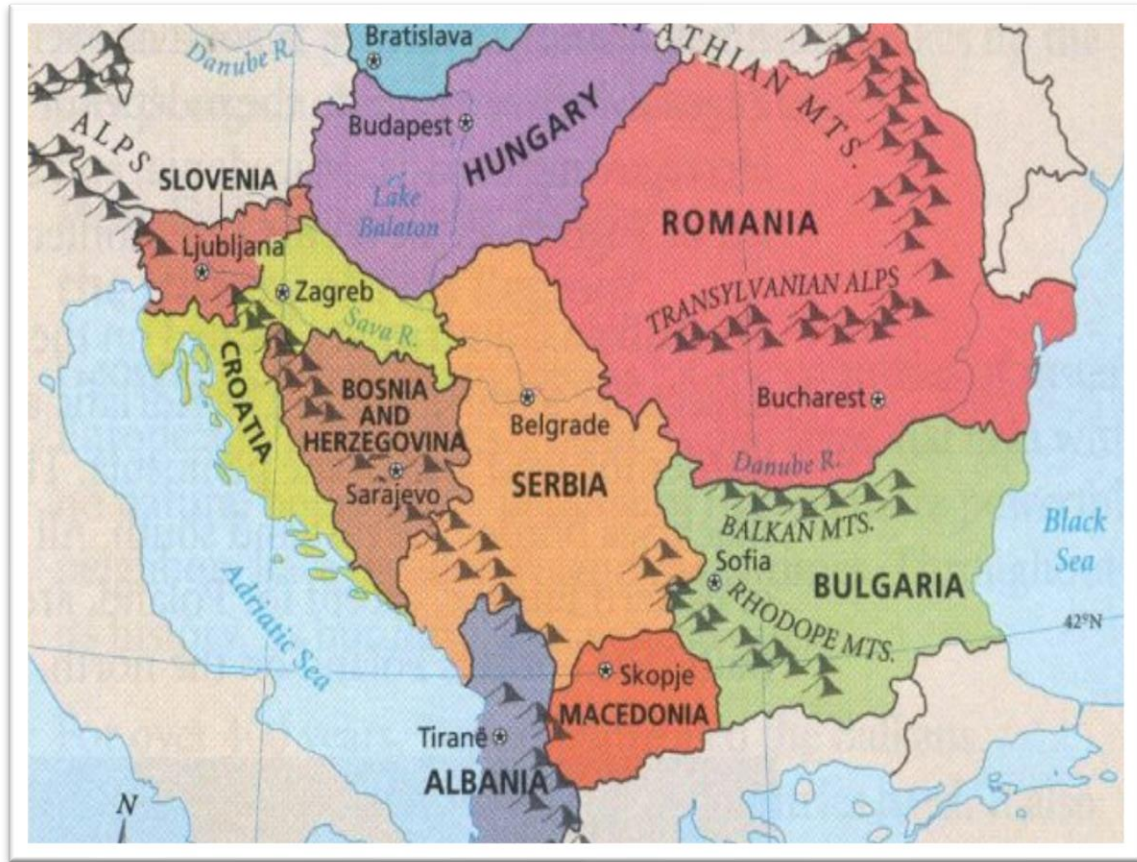 Bratislava
Danube R.
PATHIAN MTS.
ALPS
Budapest
HUNGARY
SLOVENIA
Lake
Balaton
ROMANIA
Ljubljana
Zagreb
TRANSYLVANIAN ALPS
Sava R.
CROATIA
BOSNIA
AND
HERZEGOVINA
Belgrade
Bucharest
Sarajevo
SERBIA
Danube R.
BALKAN MTS.
Black
Sea
Sofia
BULGARIA
RHODOPE MTS.
Adriatic Sea
42°N
Skopje
MACEDONIA
Tiranë
ALBANIA
N